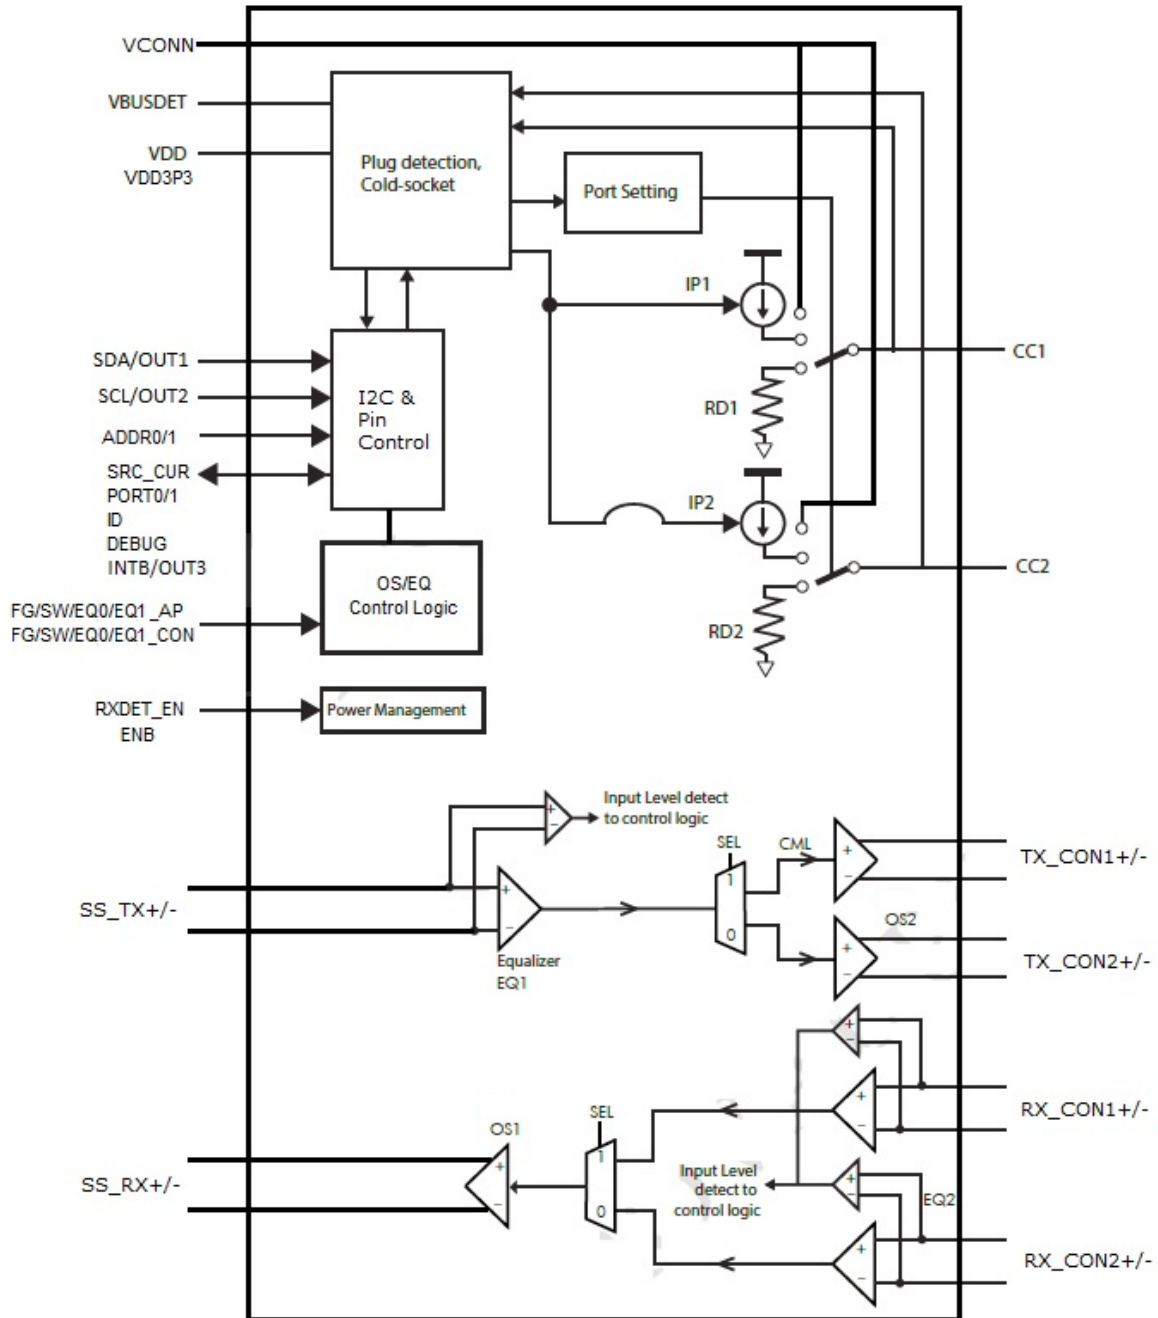 VCONN
VBUSDET
VDD
VDD3P3
Plug detection,
Cold-socket
Port Setting
IP1
RD1
CC1
SDA/OUT1
SCL/OUT2
ADDR0/1
SRC_CUR
PORT0/1
ID
DEBUG
INTB/OUT3
I2C &
Pin
Control
IP2
RD2
CC2
OS/EQ
Control Logic
FG/SW/EQ0/EQ1_AP
FG/SW/EQ0/EQ1_CON
RXDET_EN
ENB
Power Management
+
−
Input Level detect
to control logic
SS_TX+/-
+
−
Equalizer
EQ1
SEL
1
0
CML
+
−
TX_CON1+/-
OS2
+
−
TX_CON2+/-
+
−
+
−
RX_CON1+/-
SEL
1
0
OS1
+
−
SS_RX+/-
Input Level
detect to
control logic
+
−
EQ2
+
−
RX_CON2+/-